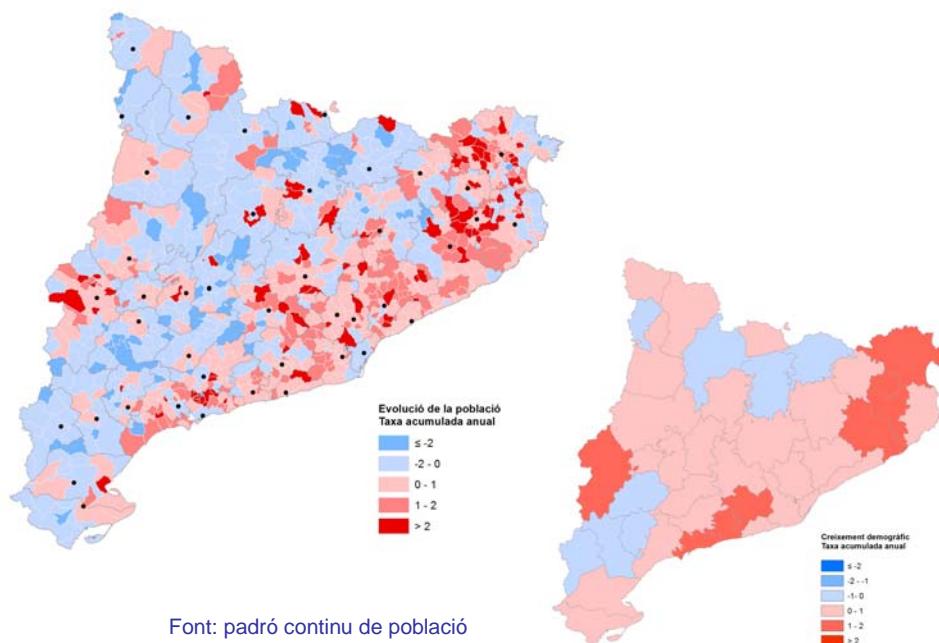 Evolució de la població
Taxa acumulada anual
≤ -2
-2 - 0
0 - 1
1 - 2
> 2
Creixement demogràfic
Taxa acumulada anual
≤ -2
-2 - -1
-1- 0
0 - 1
1 - 2
> 2
Font: padró continu de població